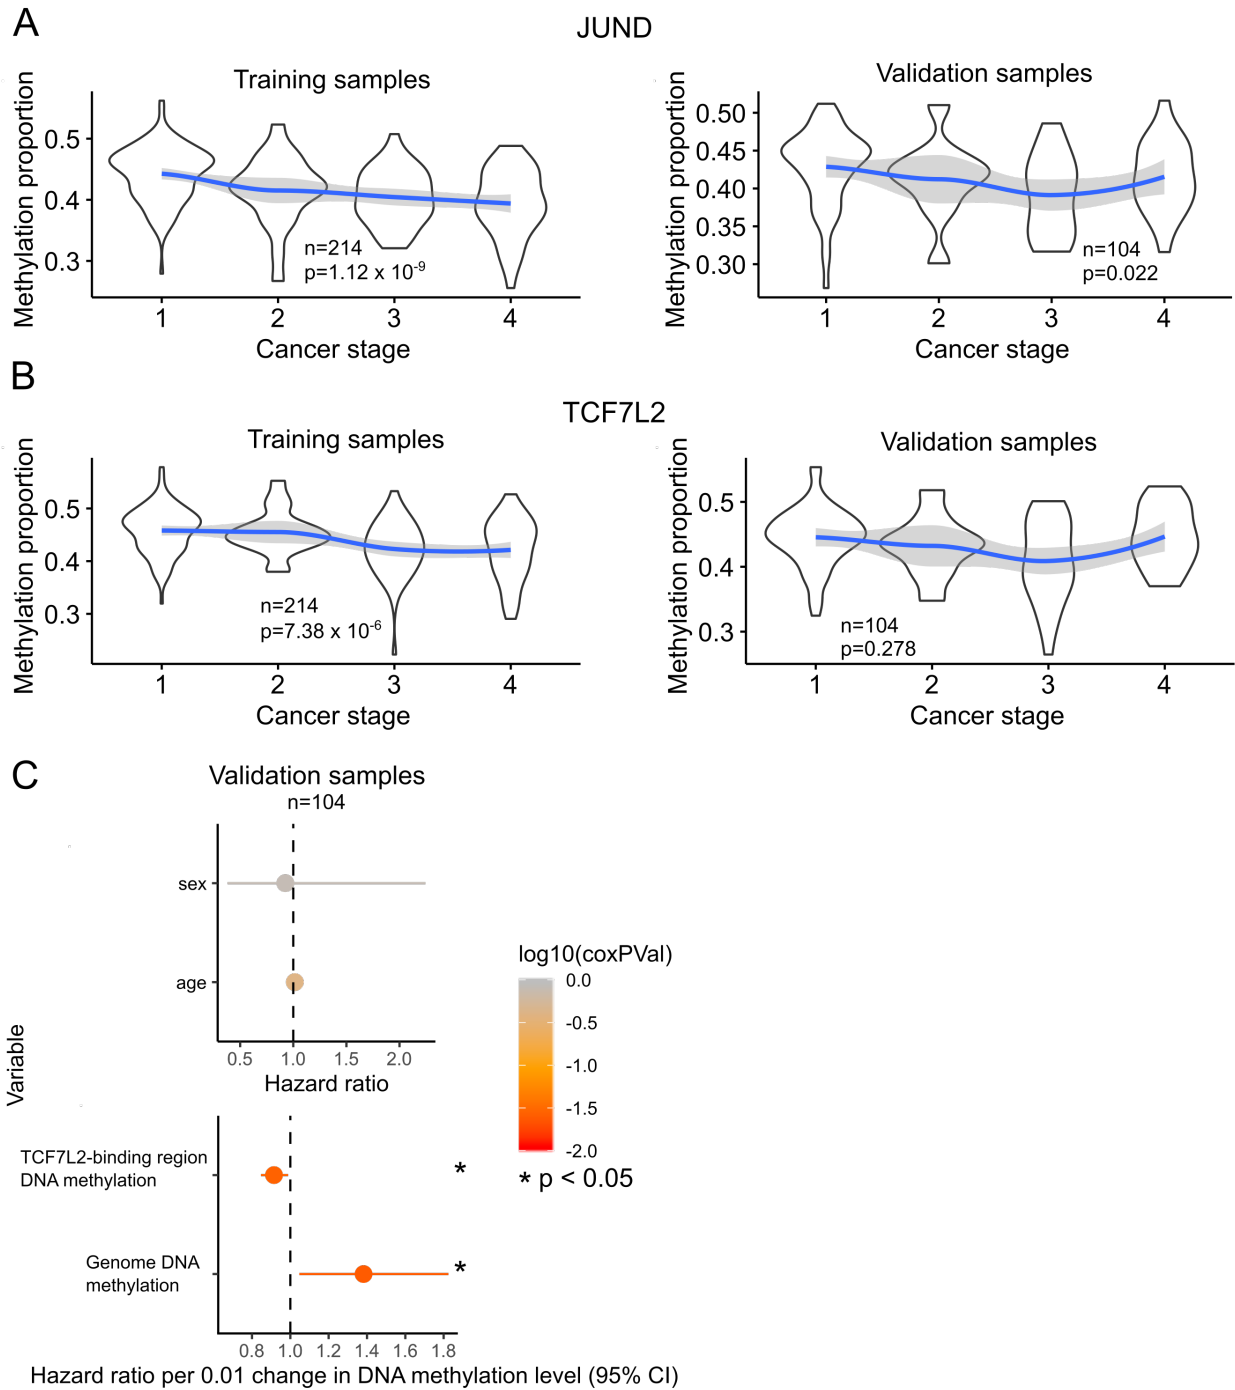 A
JUND
Training samples
Methylation proportion
0.5
0.4
0.3
n=214
p=1.12 x 10-9
1 2 3 4
Cancer stage
Validation samples
Methylation proportion
0.50
0.45
0.40
0.35
0.30
n=104
p=0.022
1 2 3 4
Cancer stage
B
TCF7L2
Training samples
Methylation proportion
0.5
0.4
0.3
n=214
p=7.38 x 10-6
1 2 3 4
Cancer stage
Validation samples
Methylation proportion
0.5
0.4
0.3
n=104
p=0.278
1 2 3 4
Cancer stage
C
Validation samples
n=104
Variable
sex
age
0.5 1.0 1.5 2.0
Hazard ratio
log10(coxPVal)
0.0
-0.5
-1.0
-1.5
-2.0
* p < 0.05
TCF7L2-binding region
DNA methylation
*
Genome DNA
methylation
*
0.8 1.0 1.2 1.4 1.6 1.8
Hazard ratio per 0.01 change in DNA methylation level (95% CI)